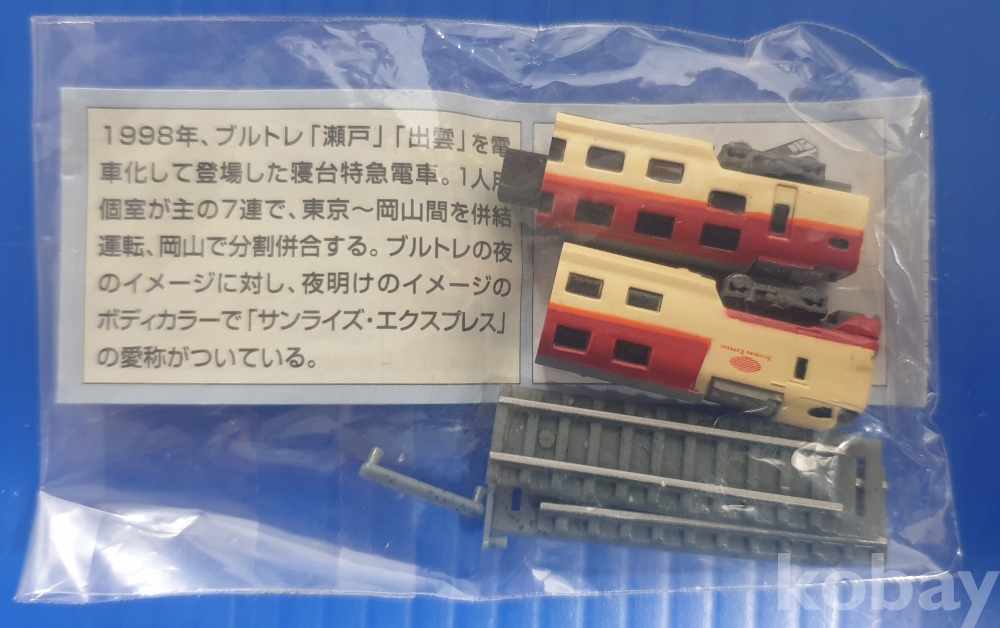 1998年、ブルトレ「瀬戸」「出雲」を電
車化して登場した寝台特急電車。1人用
個室が主の7連で、東京～岡山間を併結
運転、岡山で分割併合する。ブルトレの夜
のイメージに対し、夜明けのイメージの
ボディカラーで「サンライズ・エクスプレス」
の愛称がついている。
SUNRISE EXPRESS
kobay